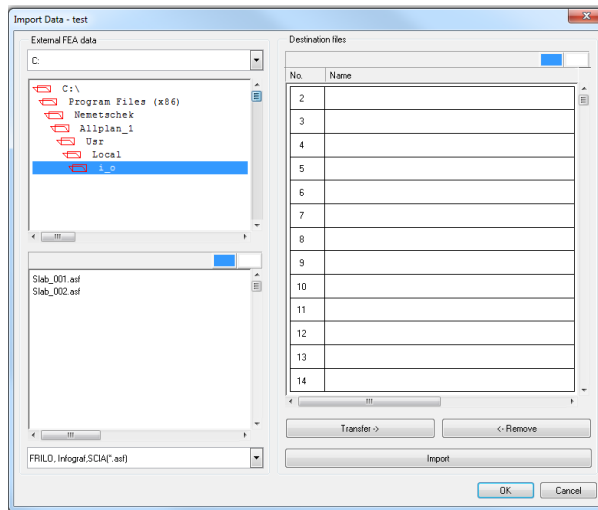 Import Data - test
External FEA data
C:
C:\
Program Files (x86)
Nemetschek
Allplan_1
Usr
Local
i_o
Slab_001.asf
Slab_002.asf
FRILO, Infograf,SCIA(*.asf)
Destination files
No. Name
2
3
4
5
6
7
8
9
10
11
12
13
14
Transfer ->
<- Remove
Import
OK
Cancel